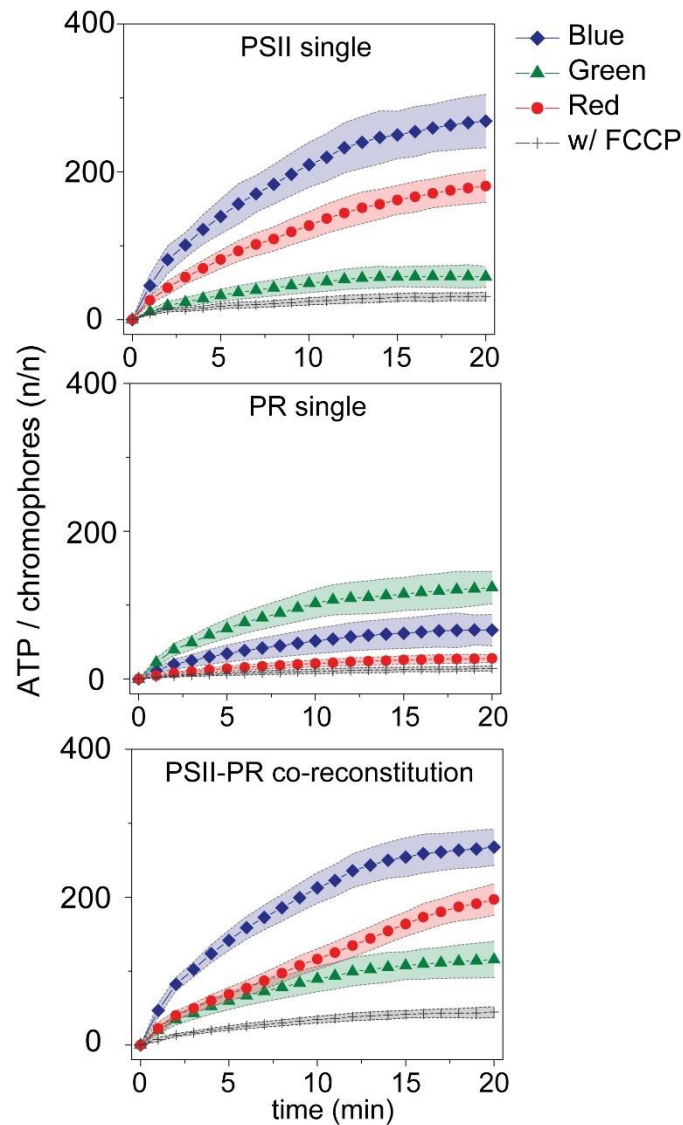 400
PSII single
Blue
Green
Red
w/ FCCP
200
0
0 5 10 15 20
400
PR single
200
0
0 5 10 15 20
ATP / chromophores (n/n)
400
PSII-PR co-reconstitution
200
0
0 5 10 15 20
time (min)